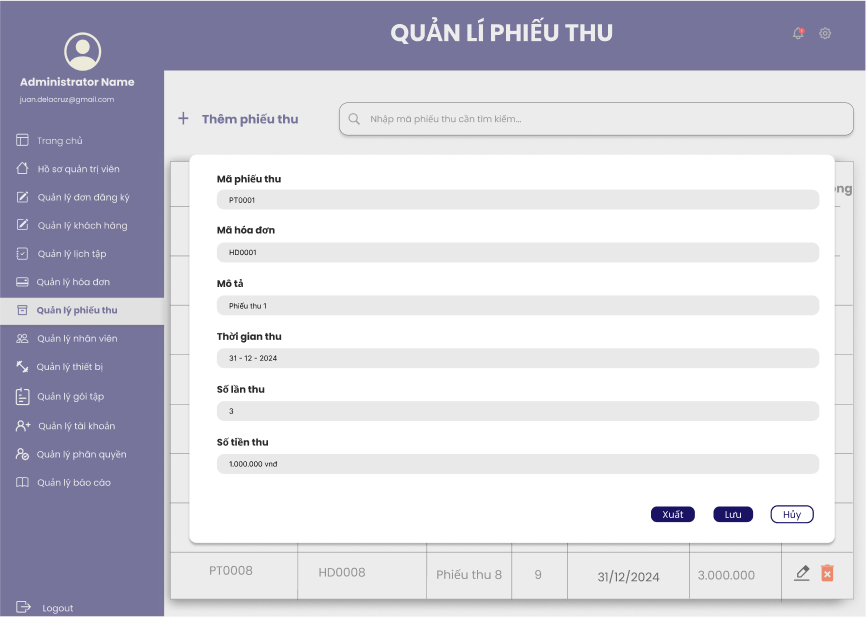 QUẢN LÍ PHIẾU THU
Administrator Name
juan.delacruz@gmail.com
Trang chủ
Hồ sơ quản trị viên
Quản lý đơn đăng ký
Quản lý khách hàng
Quản lý lịch tập
Quản lý hóa đơn
Quản lý phiếu thu
Quản lý nhân viên
Quản lý thiết bị
Quản lý gói tập
Quản lý tài khoản
Quản lý phân quyền
Quản lý báo cáo
Logout
+ Thêm phiếu thu
Nhập mã phiếu thu cần tìm kiếm...
Mã phiếu thu
PT0001
Mã hóa đơn
HD0001
Mô tả
Phiếu thu 1
Thời gian thu
31 - 12 - 2024
Số lần thu
3
Số tiền thu
1.000.000 vnđ
Xuất Lưu Hủy
PT0008 HD0008 Phiếu thu 8 9 31/12/2024 3.000.000